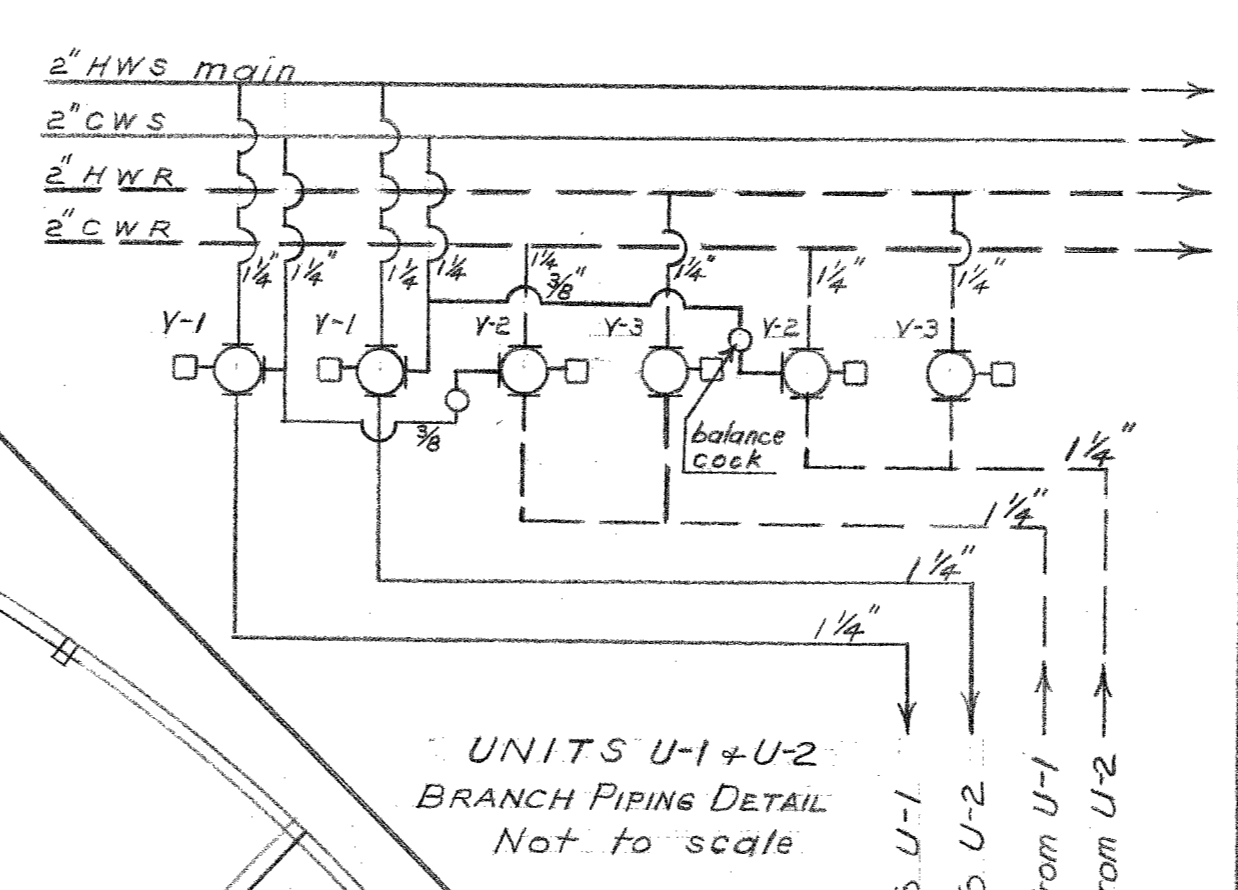 2" HWS main
2" CWS
2" HWR
2" CWR
1¼" 1¼" 1¼ 1¼ 1¼ 1¼" 1¼" 1¼"
3/8"
V-1 V-1 V-2 V-3 V-2 V-3
3/8
balance
cock
1¼"
1¼"
1¼"
1¼"
UNITS U-1 & U-2
BRANCH PIPING DETAIL
Not to scale
U-1
U-2
from U-1
from U-2